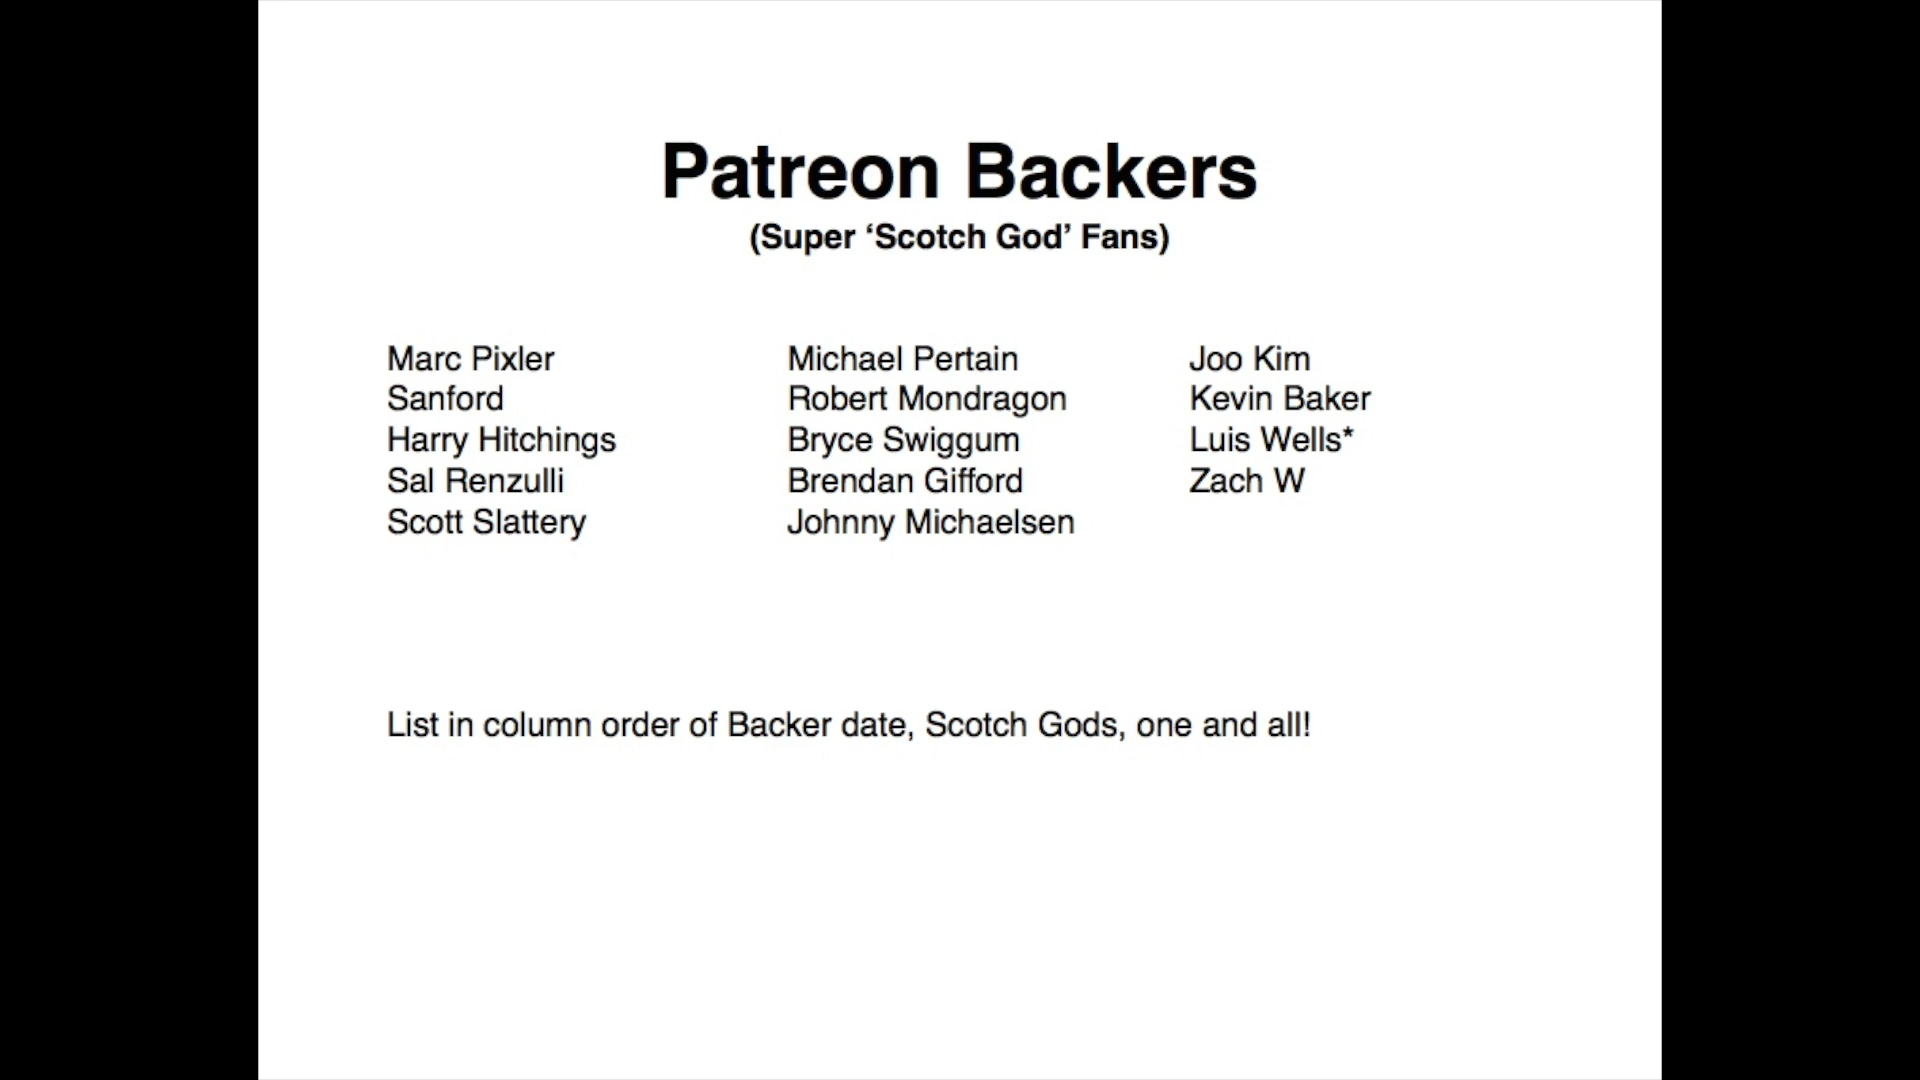 Patreon Backers
(Super ‘Scotch God’ Fans)
Marc Pixler
Sanford
Harry Hitchings
Sal Renzulli
Scott Slattery
Michael Pertain
Robert Mondragon
Bryce Swiggum
Brendan Gifford
Johnny Michaelsen
Joo Kim
Kevin Baker
Luis Wells*
Zach W
List in column order of Backer date, Scotch Gods, one and all!